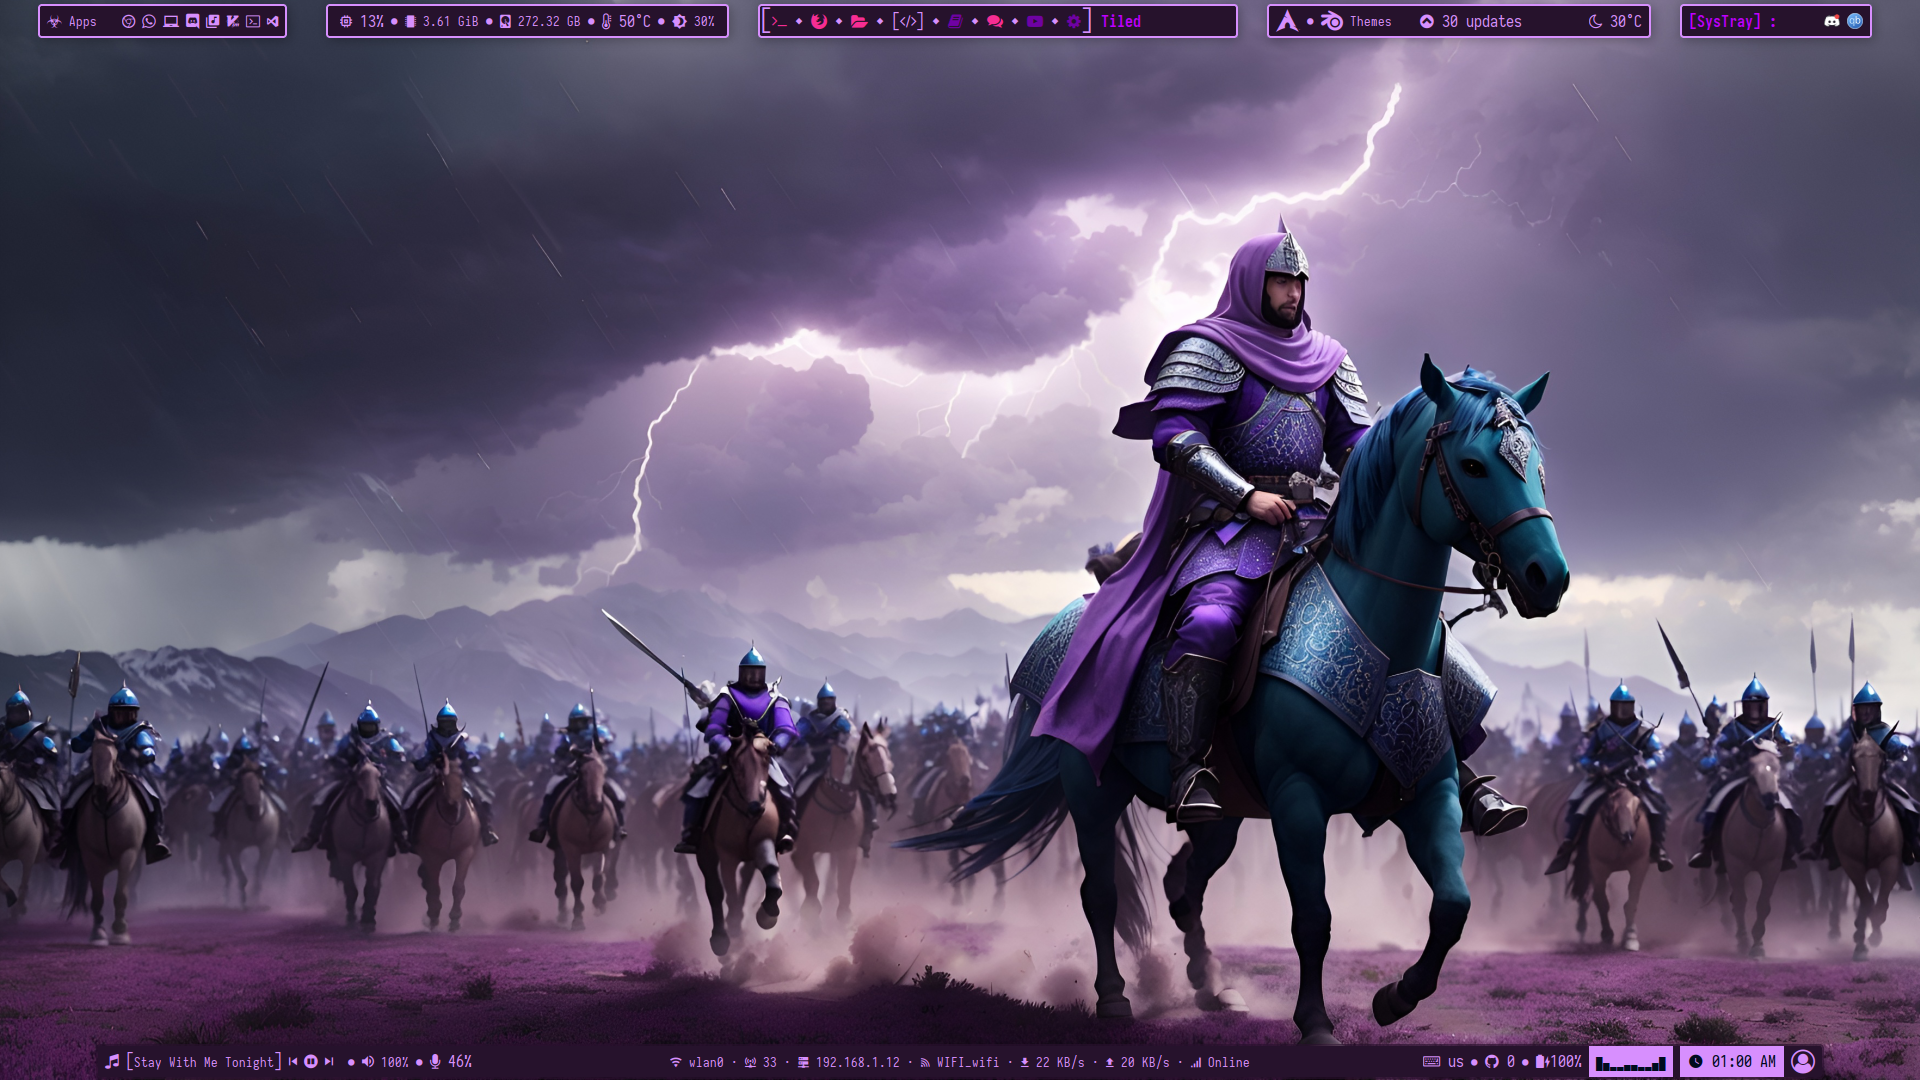 Apps
13% 3.61 GiB 272.32 GB 50°C 30%
[>_ [</>] ] Tiled
Themes 30 updates 30°C
[SysTray] :
qb
[Stay With Me Tonight] 100% 46%
wlan0 · 33 · 192.168.1.12 · WIFI_wifi · 22 KB/s · 20 KB/s · Online
us 0 100%
01:00 AM